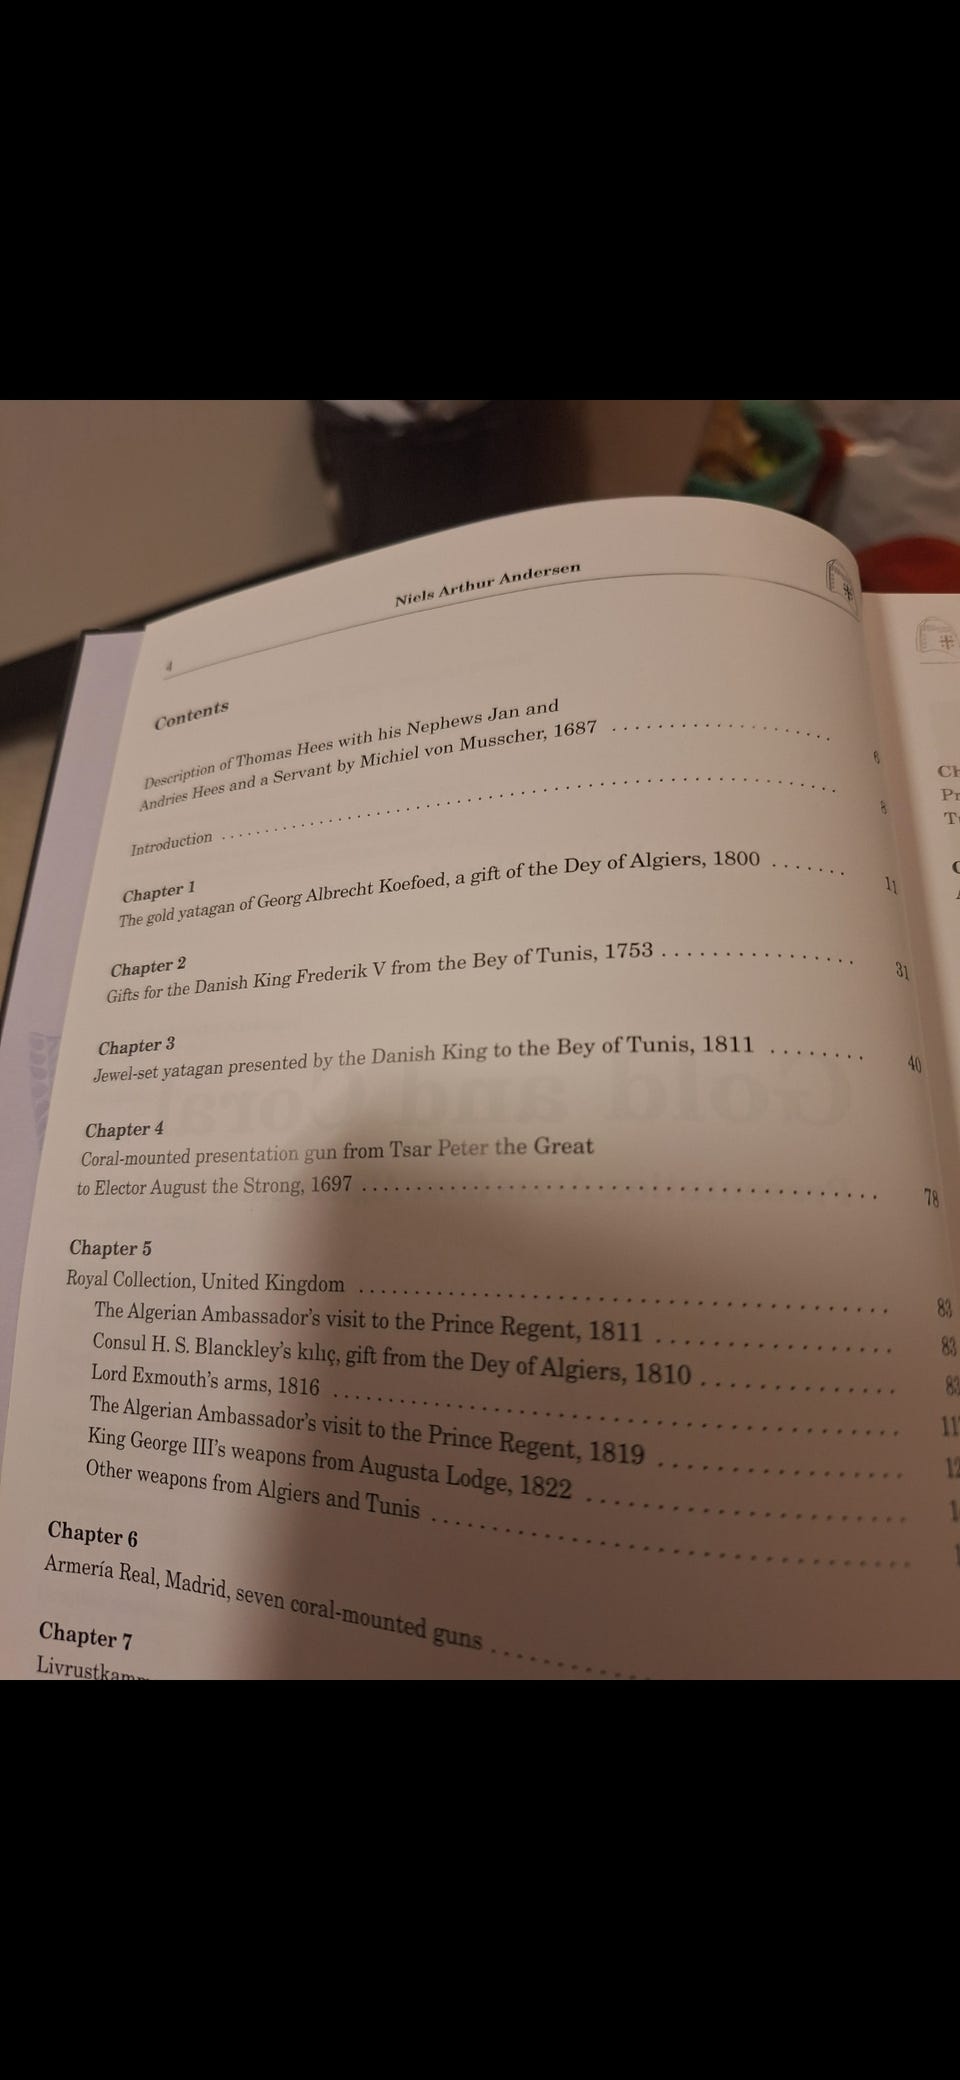 Niels Arthur Andersen
4
Contents
Description of Thomas Hees with his Nephews Jan and
Andries Hees and a Servant by Michiel von Musscher, 1687 . . . . . . . . . . . . . . . . 6
Introduction . . . . . . . . . . . . . . . . . . . . . . . . . . . . . . . . . . . . . . . . . . . . 8
Chapter 1
The gold yatagan of Georg Albrecht Koefoed, a gift of the Dey of Algiers, 1800 . . . . . . . 11
Chapter 2
Gifts for the Danish King Frederik V from the Bey of Tunis, 1753 . . . . . . . . . . . . . . . . 31
Chapter 3
Jewel-set yatagan presented by the Danish King to the Bey of Tunis, 1811 . . . . . . . . 40
Chapter 4
Coral-mounted presentation gun from Tsar Peter the Great
to Elector August the Strong, 1697 . . . . . . . . . . . . . . . . . . . . . . . . . . . . . . . . . . . . . . 78
Chapter 5
Royal Collection, United Kingdom . . . . . . . . . . . . . . . . . . . . . . . . . . . . . . . . . . . . . . . 83
The Algerian Ambassador's visit to the Prince Regent, 1811 . . . . . . . . . . . . . . . . . 83
Consul H. S. Blanckley's kılıç, gift from the Dey of Algiers, 1810 . . . . . . . . . . . . . . 83
Lord Exmouth's arms, 1816 . . . . . . . . . . . . . . . . . . . . . . . . . . . . . . . . . . . . . . . .
The Algerian Ambassador's visit to the Prince Regent, 1819 . . . . . . . . . . . . . . . . .
King George III's weapons from Augusta Lodge, 1822 . . . . . . . . . . . . . . . . . . . . . .
Other weapons from Algiers and Tunis . . . . . . . . . . . . . . . . . . . . . . . . . . . . . . . . .
Chapter 6
Armería Real, Madrid, seven coral-mounted guns . . . . . . . . . . . .
Chapter 7